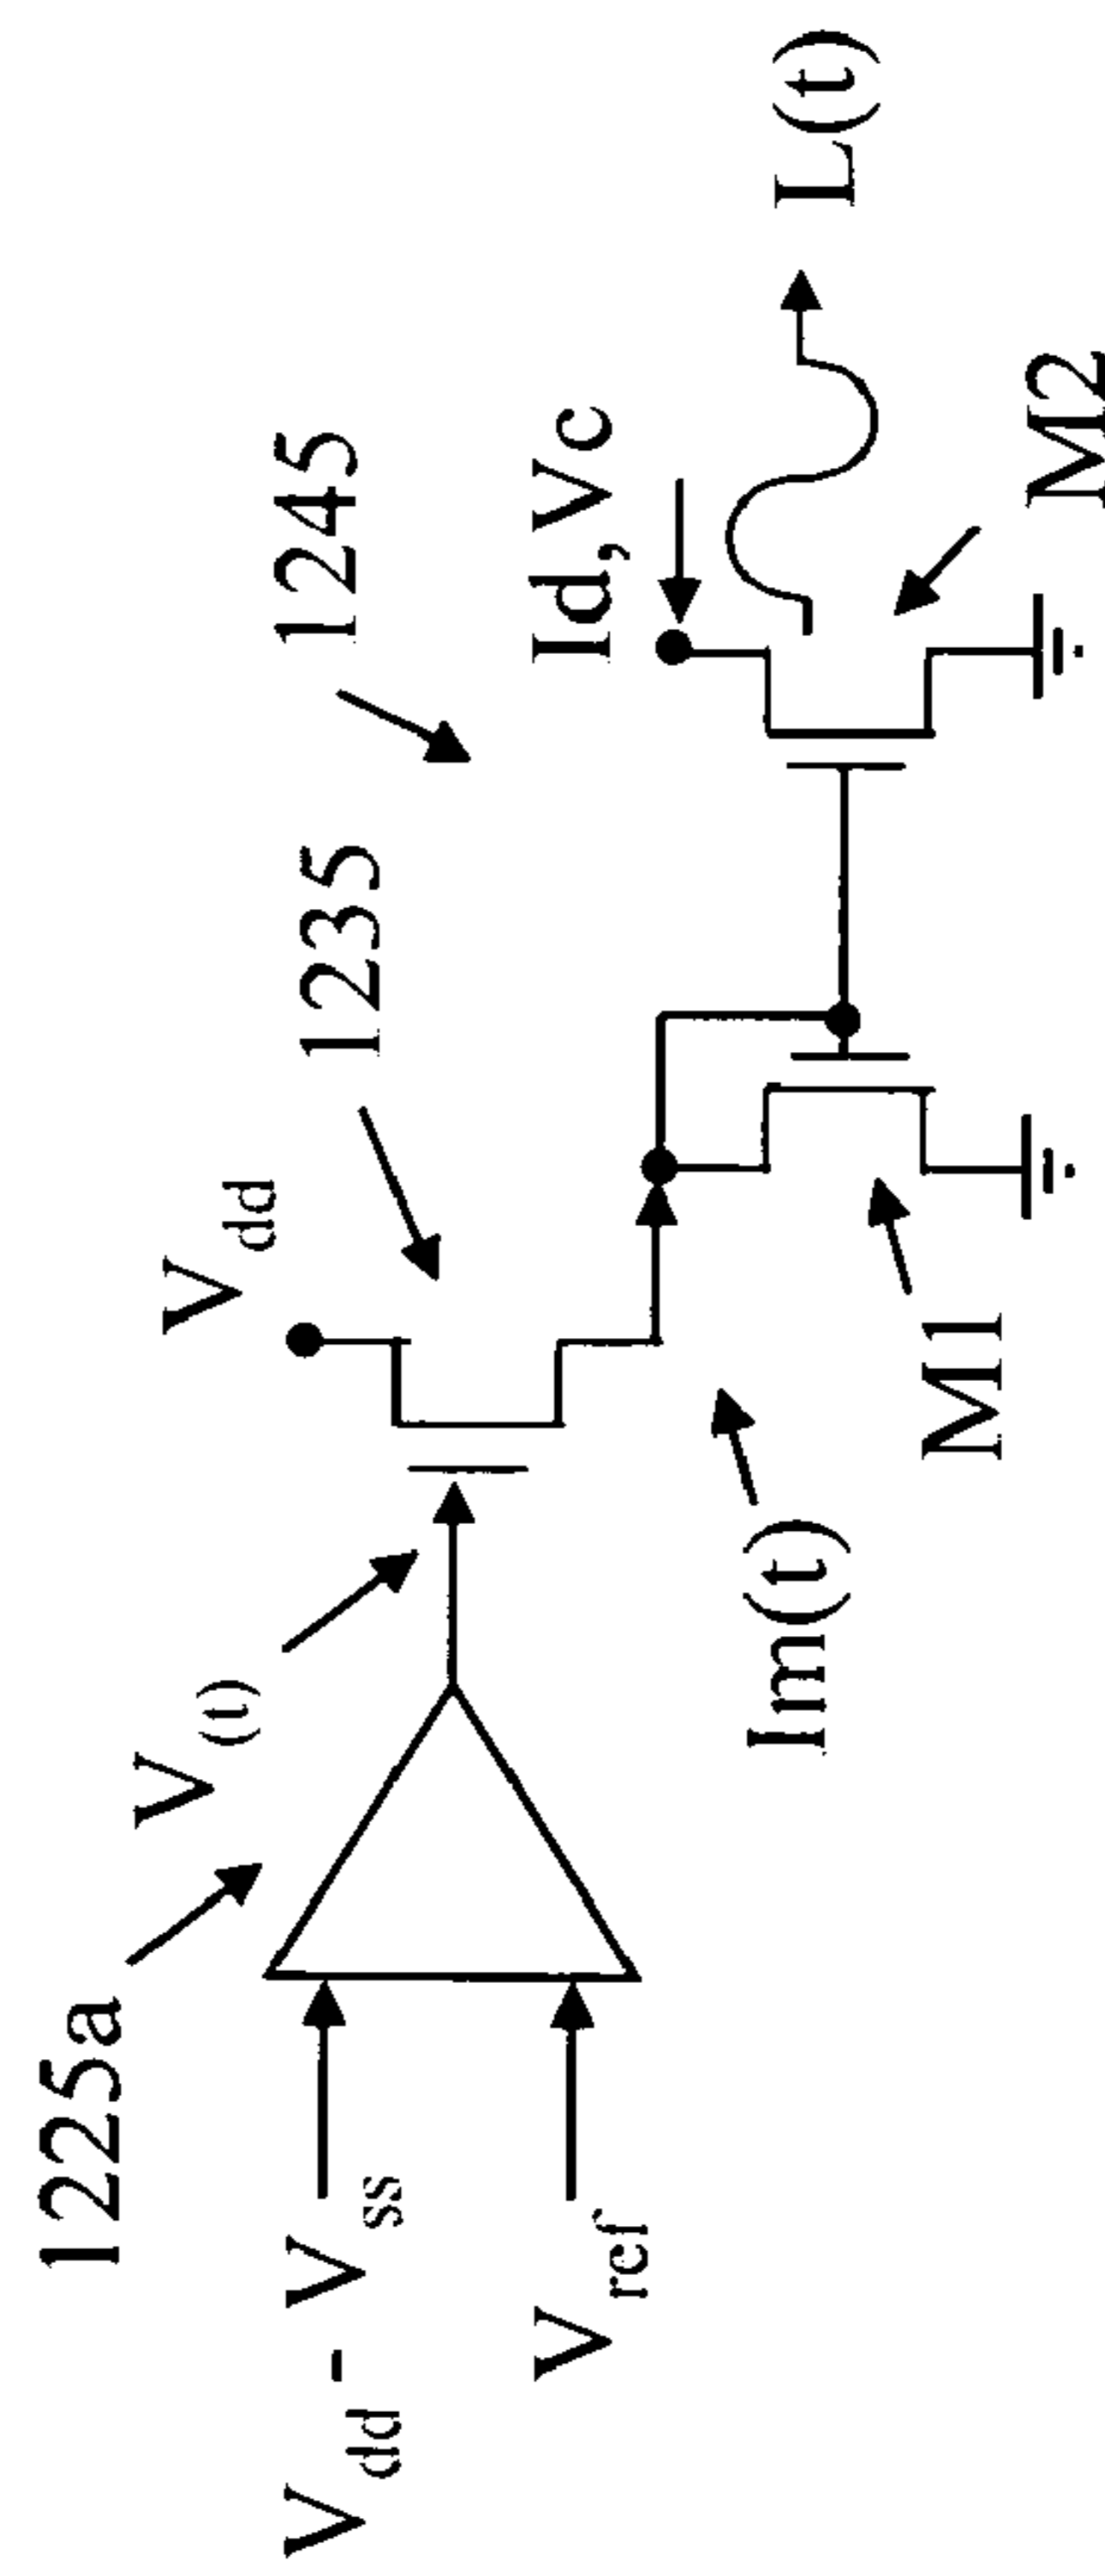 1225a
V(t)
Vdd
1235
1245
Vdd - Vss
Vref
Im(t)
M1
Id, Vc
M2
L(t)